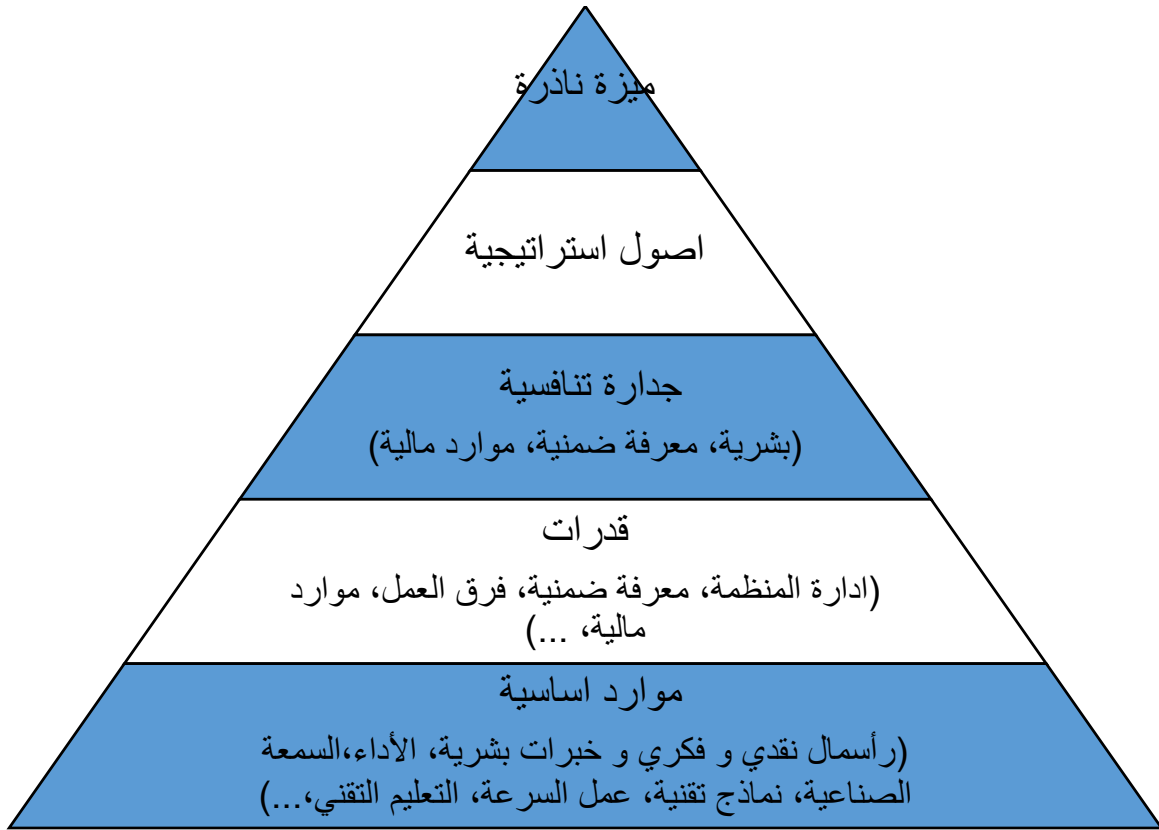 ميزة ناذرة
اصول استراتيجية
جدارة تنافسية
(بشرية، معرفة ضمنية، موارد مالية)
قدرات
(ادارة المنظمة، معرفة ضمنية، فرق العمل، موارد
مالية، ...)
موارد اساسية
(رأسمال نقدي و فكري و خبرات بشرية، الأداء،السمعة
الصناعية، نماذج تقنية، عمل السرعة، التعليم التقني،...)